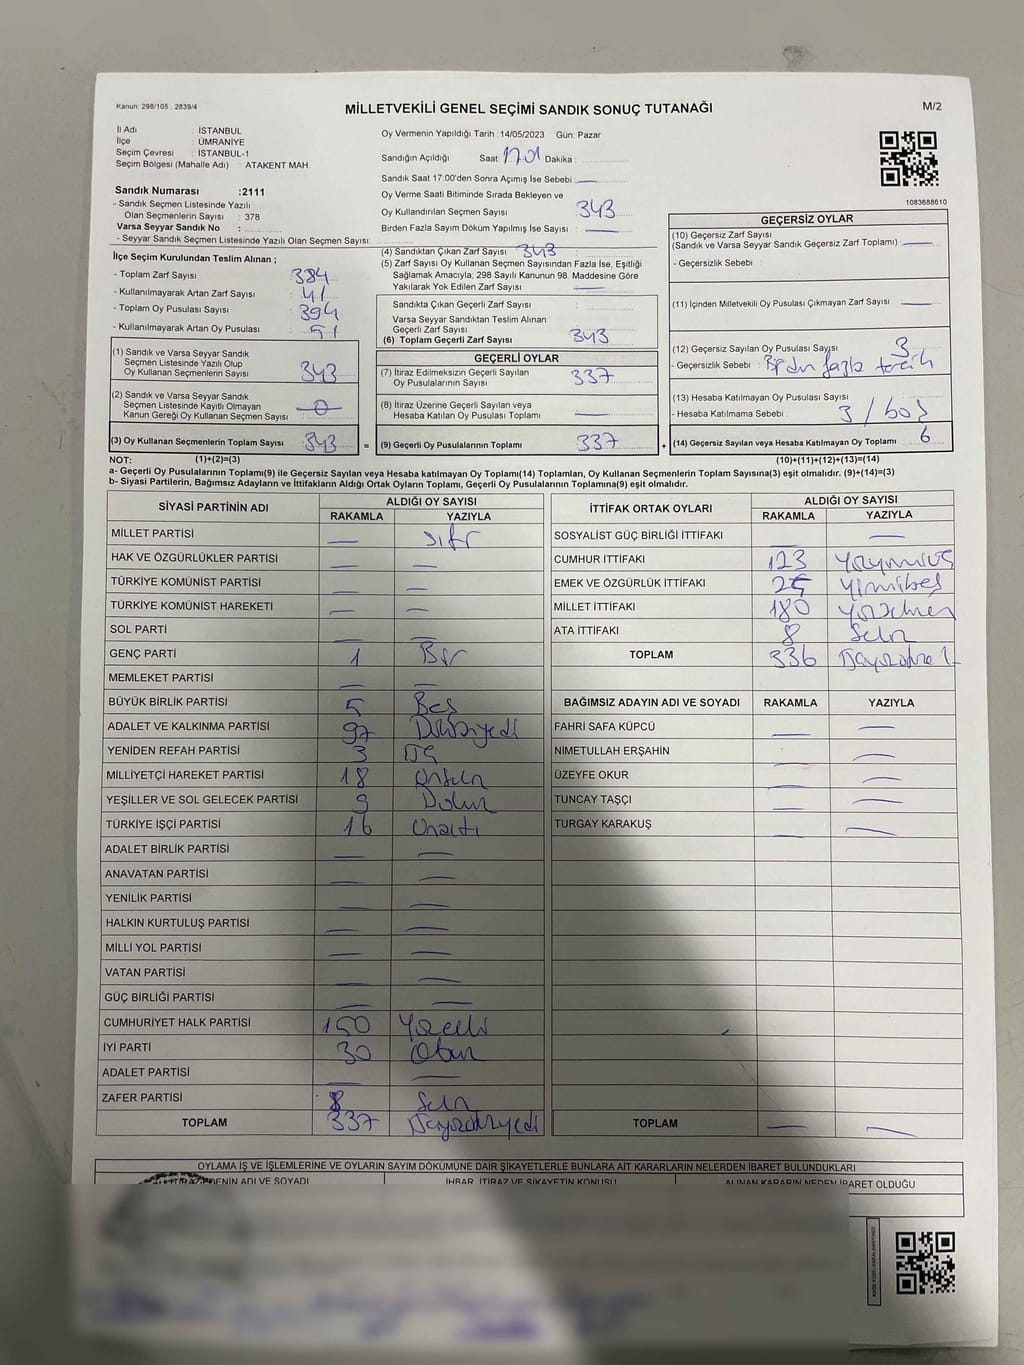 Kanun: 298/105 , 2839/4
MİLLETVEKİLİ GENEL SEÇİMİ SANDIK SONUÇ TUTANAĞI
M/2
İl Adı : İSTANBUL
İlçe : ÜMRANİYE
Seçim Çevresi : İSTANBUL-1
Seçim Bölgesi (Mahalle Adı) : ATAKENT MAH.
Sandık Numarası :2111
- Sandık Seçmen Listesinde Yazılı
Olan Seçmenlerin Sayısı : 378
Varsa Seyyar Sandık No :
- Seyyar Sandık Seçmen Listesinde Yazılı Olan Seçmen Sayısı:
Oy Vermenin Yapıldığı Tarih :14/05/2023 Gün: Pazar
Sandığın Açıldığı Saat: 17.01 Dakika :
Sandık Saat 17:00'den Sonra Açımış İse Sebebi : —
Oy Verme Saati Bitiminde Sırada Bekleyen ve
Oy Kullandırılan Seçmen Sayısı : 343
Birden Fazla Sayım Döküm Yapılmış İse Sayısı : —
1083688610
İlçe Seçim Kurulundan Teslim Alınan ;
- Toplam Zarf Sayısı : 384
- Kullanılmayarak Artan Zarf Sayısı : 41
- Toplam Oy Pusulası Sayısı : 394
- Kullanılmayarak Artan Oy Pusulası : 51
(4) Sandıktan Çıkan Zarf Sayısı : 343
(5) Zarf Sayısı Oy Kullanan Seçmen Sayısından Fazla İse, Eşitliği
Sağlamak Amacıyla; 298 Sayılı Kanunun 98. Maddesine Göre
Yakılarak Yok Edilen Zarf Sayısı : —
Sandıkta Çıkan Geçerli Zarf Sayısı :
Varsa Seyyar Sandıktan Teslim Alınan
Geçerli Zarf Sayısı :
(6) Toplam Geçerli Zarf Sayısı : 343
GEÇERSİZ OYLAR
(10) Geçersiz Zarf Sayısı
(Sandık ve Varsa Seyyar Sandık Geçersiz Zarf Toplamı) : —
- Geçersizlik Sebebi :
(11) İçinden Milletvekili Oy Pusulası Çıkmayan Zarf Sayısı : —
(12) Geçersiz Sayılan Oy Pusulası Sayısı : 3
- Geçersizlik Sebebi : Birden fazla tercih
(13) Hesaba Katılmayan Oy Pusulası Sayısı :
- Hesaba Katılmama Sebebi : 3 / boş
(14) Geçersiz Sayılan veya Hesaba Katılmayan Oy Toplamı : 6
(1) Sandık ve Varsa Seyyar Sandık
Seçmen Listesinde Yazılı Olup
Oy Kullanan Seçmenlerin Sayısı : 343
(2) Sandık ve Varsa Seyyar Sandık
Seçmen Listesinde Kayıtlı Olmayan
Kanun Gereği Oy Kullanan Seçmen Sayısı : 0
(3) Oy Kullanan Seçmenlerin Toplam Sayısı : 343 =
GEÇERLİ OYLAR
(7) İtiraz Edilmeksizin Geçerli Sayılan
Oy Pusulalarının Sayısı : 337
(8) İtiraz Üzerine Geçerli Sayılan veya
Hesaba Katılan Oy Pusulası Toplamı : —
(9) Geçerli Oy Pusulalarının Toplamı : 337 +
NOT: (1)+(2)=(3)
(10)+(11)+(12)+(13)=(14)
a- Geçerli Oy Pusulalarının Toplamı(9) ile Geçersiz Sayılan veya Hesaba katılmayan Oy Toplamı(14) Toplamları, Oy Kullanan Seçmenlerin Toplam Sayısına(3) eşit olmalıdır. (9)+(14)=(3)
b- Siyasi Partilerin, Bağımsız Adayların ve İttifakların Aldığı Ortak Oyların Toplamı, Geçerli Oy Pusulalarının Toplamına(9) eşit olmalıdır.
SİYASİ PARTİNİN ADI ALDIĞI OY SAYISI
RAKAMLA YAZIYLA
MİLLET PARTİSİ — sıfır
HAK VE ÖZGÜRLÜKLER PARTİSİ — —
TÜRKİYE KOMÜNİST PARTİSİ — —
TÜRKİYE KOMÜNİST HAREKETİ — —
SOL PARTİ — —
GENÇ PARTİ 1 Bir
MEMLEKET PARTİSİ — —
BÜYÜK BİRLİK PARTİSİ 5 Beş
ADALET VE KALKINMA PARTİSİ 97 Doksanyedi
YENİDEN REFAH PARTİSİ 3 Üç
MİLLİYETÇİ HAREKET PARTİSİ 18 Onsekiz
YEŞİLLER VE SOL GELECEK PARTİSİ 9 Dokuz
TÜRKİYE İŞÇİ PARTİSİ 16 Onaltı
ADALET BİRLİK PARTİSİ — —
ANAVATAN PARTİSİ — —
YENİLİK PARTİSİ — —
HALKIN KURTULUŞ PARTİSİ — —
MİLLİ YOL PARTİSİ — —
VATAN PARTİSİ — —
GÜÇ BİRLİĞİ PARTİSİ — —
CUMHURİYET HALK PARTİSİ 150 Yüzelli
İYİ PARTİ 30 Otuz
ADALET PARTİSİ — —
ZAFER PARTİSİ 8 Sekiz
TOPLAM 337 Üçyüzotuzyedi
İTTİFAK ORTAK OYLARI ALDIĞI OY SAYISI
RAKAMLA YAZIYLA
SOSYALİST GÜÇ BİRLİĞİ İTTİFAKI —
CUMHUR İTTİFAKI 123 Yüzyirmiüç
EMEK VE ÖZGÜRLÜK İTTİFAKI 25 Yirmibeş
MİLLET İTTİFAKI 180 Yüzseksen
ATA İTTİFAKI 8 Sekiz
TOPLAM 336
BAĞIMSIZ ADAYIN ADI VE SOYADI RAKAMLA YAZIYLA
FAHRİ SAFA KÜPCÜ — —
NİMETULLAH ERŞAHİN — —
ÜZEYFE OKUR — —
TUNCAY TAŞÇI — —
TURGAY KARAKUŞ — —
TOPLAM — —
OYLAMA İŞ VE İŞLEMLERİNE VE OYLARIN SAYIM DÖKÜMÜNE DAİR ŞİKAYETLERLE BUNLARA AİT KARARLARIN NELERDEN İBARET BULUNDUKLARI
İTİRAZ EDENİN ADI VE SOYADI İHBAR, İTİRAZ VE ŞİKAYETİN KONUSU ALINAN KARARIN NEDEN İBARET OLDUĞU